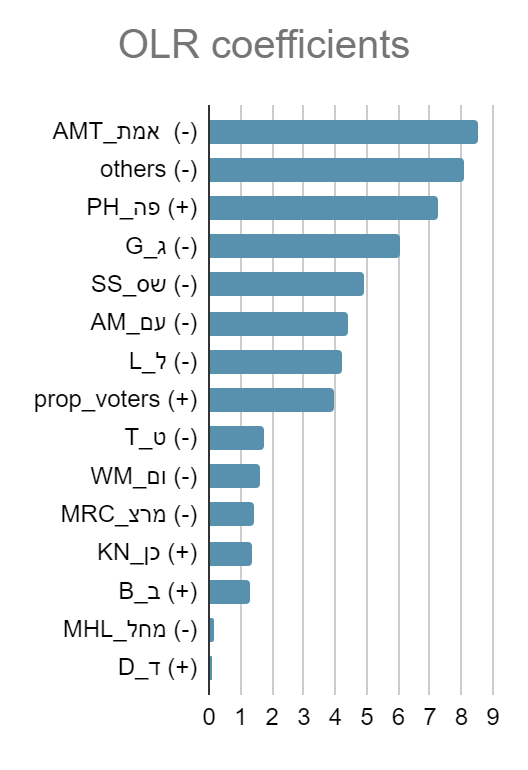 OLR coefficients
AMT_אמת (-)
others (-)
PH_פה (+)
G_ג (-)
SS_שס (-)
AM_עם (-)
L_ל (-)
prop_voters (+)
T_ט (-)
WM_ום (-)
MRC_מרצ (-)
KN_כן (+)
B_ב (+)
MHL_מחל (-)
D_ד (+)
0 1 2 3 4 5 6 7 8 9